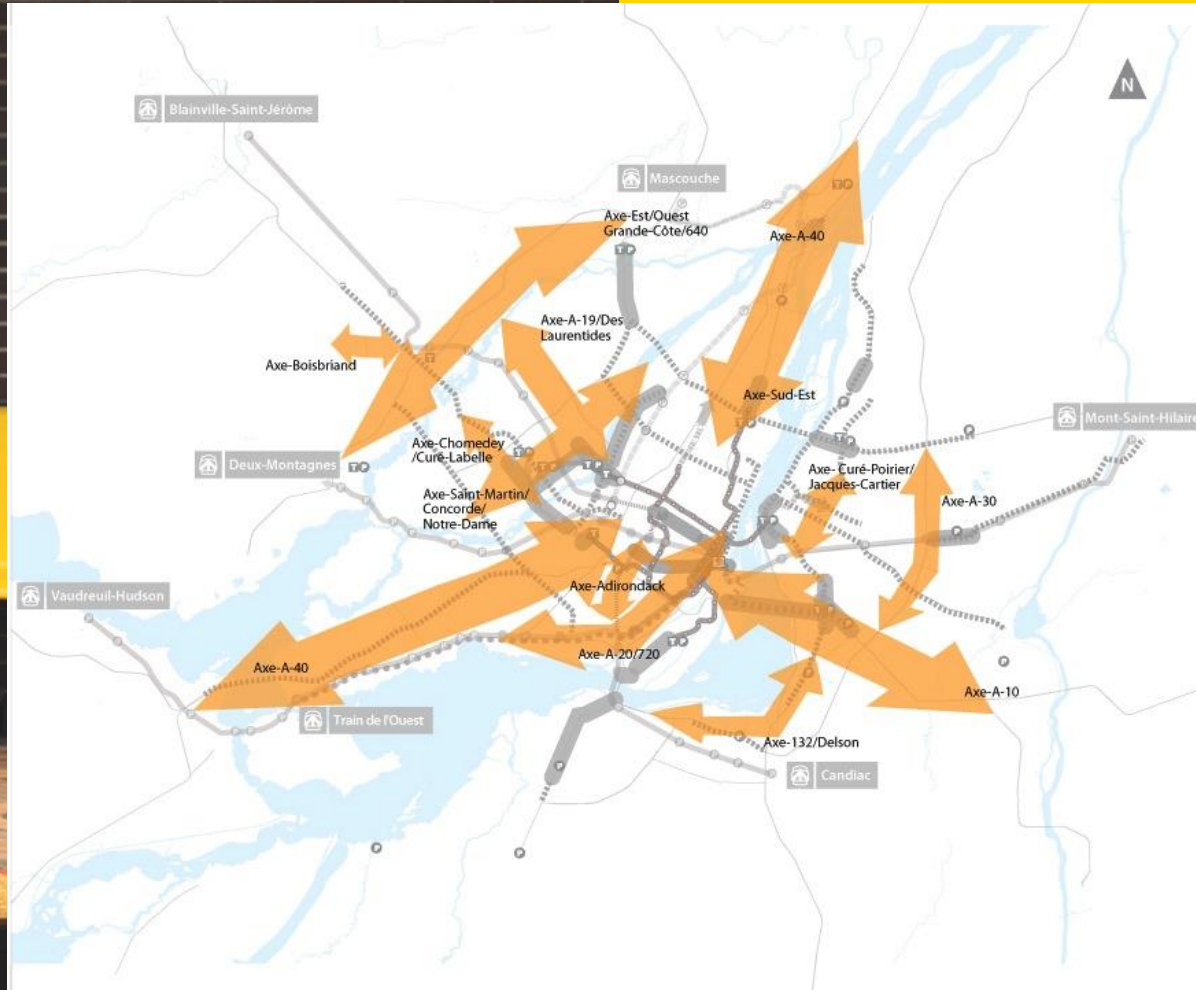 N
Blainville-Saint-Jérôme
Mascouche
Axe-Est/Ouest
Grande-Côte/640
Axe-A-40
Axe-A-19/Des
Laurentides
Axe-Boisbriand
Axe-Sud-Est
Mont-Saint-Hilaire
Axe-Chomedey
/Curé-Labelle
Deux-Montagnes
Axe- Curé-Poirier/
Jacques-Cartier
Axe-Saint-Martin/
Concorde/
Notre-Dame
Axe-A-30
Axe-Adirondack
Vaudreuil-Hudson
Axe-A-20/720
Axe-A-40
Axe-A-10
Train de l'Ouest
Axe-132/Delson
Candiac